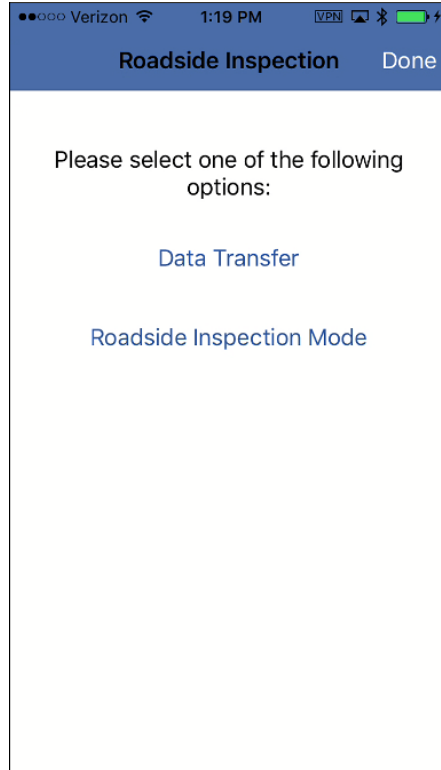 Verizon 1:19 PM VPN
Roadside Inspection Done
Please select one of the following
options:
Data Transfer
Roadside Inspection Mode